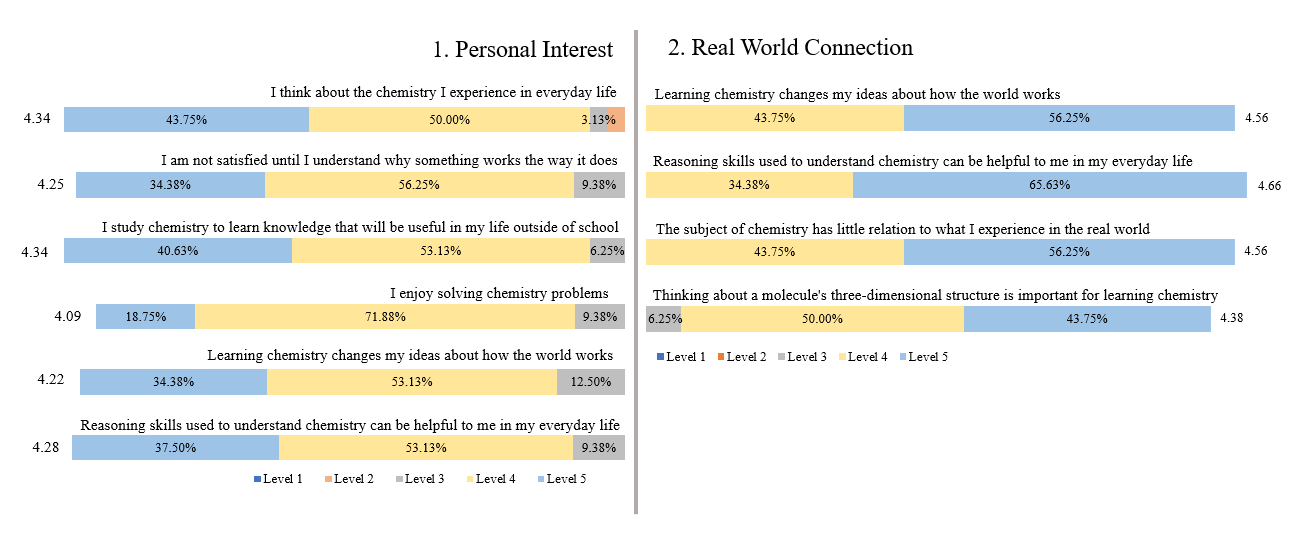 1. Personal Interest
I think about the chemistry I experience in everyday life
4.34 43.75% 50.00% 3.13%
I am not satisfied until I understand why something works the way it does
4.25 34.38% 56.25% 9.38%
I study chemistry to learn knowledge that will be useful in my life outside of school
4.34 40.63% 53.13% 6.25%
I enjoy solving chemistry problems
4.09 18.75% 71.88% 9.38%
Learning chemistry changes my ideas about how the world works
4.22 34.38% 53.13% 12.50%
Reasoning skills used to understand chemistry can be helpful to me in my everyday life
4.28 37.50% 53.13% 9.38%
Level 1 Level 2 Level 3 Level 4 Level 5
2. Real World Connection
Learning chemistry changes my ideas about how the world works
43.75% 56.25% 4.56
Reasoning skills used to understand chemistry can be helpful to me in my everyday life
34.38% 65.63% 4.66
The subject of chemistry has little relation to what I experience in the real world
43.75% 56.25% 4.56
Thinking about a molecule's three-dimensional structure is important for learning chemistry
6.25% 50.00% 43.75% 4.38
Level 1 Level 2 Level 3 Level 4 Level 5